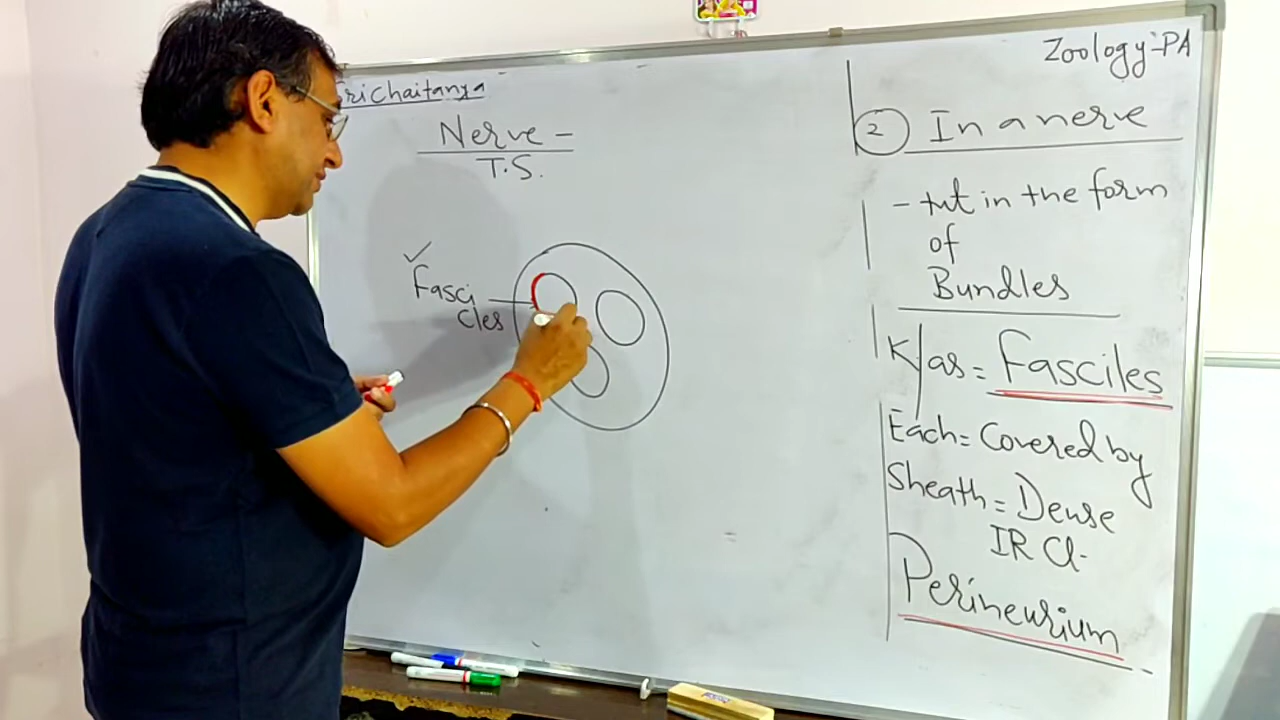 Srichaitanya
Nerve -
T.S.
✓
Fasci
cles
Zoology-PA
2 In a nerve
- in the form
of
Bundles
K/as = Fasciles
Each = Covered by
Sheath = Dense
IR Ct.
Perineurium